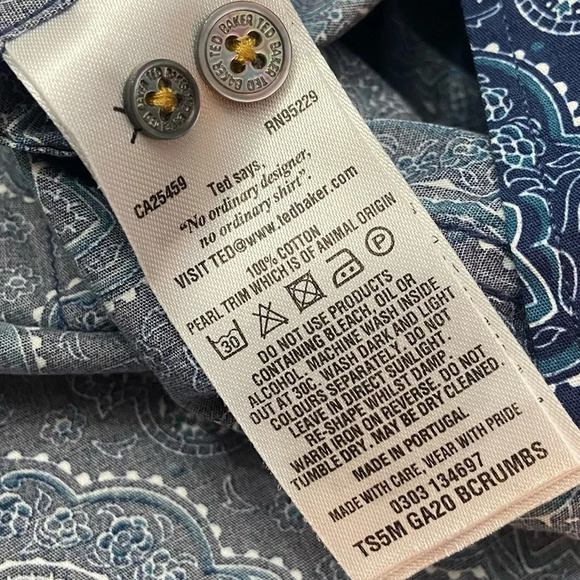 TED BAKER TED BAKER
RN95229
CA25459
Ted says,
“No ordinary designer,
no ordinary shirt”.
VISIT TED@www.tedbaker.com
100% COTTON
PEARL TRIM WHICH IS OF ANIMAL ORIGIN
30
P
DO NOT USE PRODUCTS
CONTAINING BLEACH, OIL OR
ALCOHOL. MACHINE WASH INSIDE
OUT AT 30C. WASH DARK AND LIGHT
COLOURS SEPARATELY. DO NOT
LEAVE IN DIRECT SUNLIGHT.
RE SHAPE WHILST DAMP.
WARM IRON ON REVERSE. DO NOT
TUMBLE DRY. MAY BE DRY CLEANED.
MADE IN PORTUGAL
MADE WITH CARE, WEAR WITH PRIDE
0303 134697
TS5M GA20 BCRUMBS